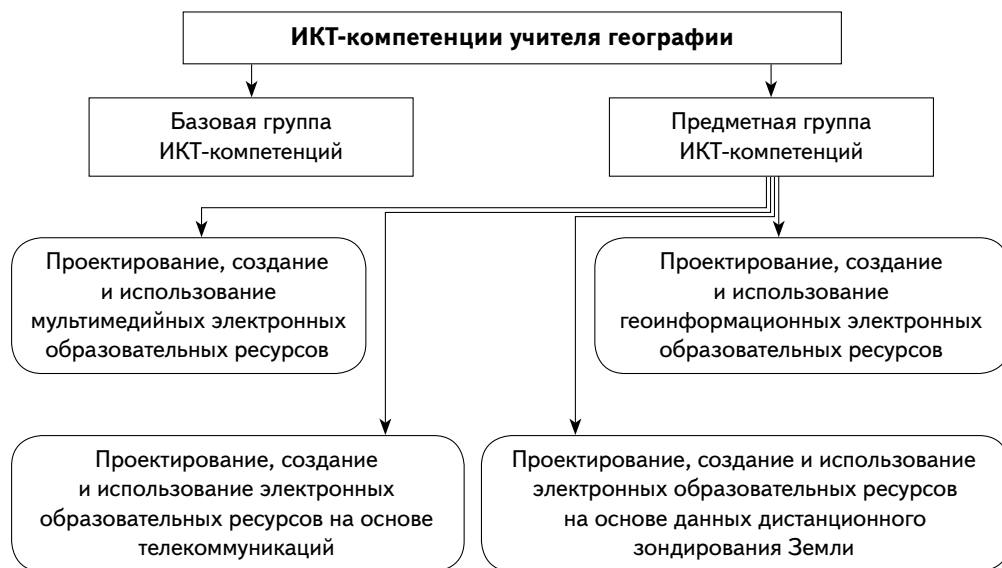 ИКТ-компетенции учителя географии
Базовая группа
ИКТ-компетенций
Предметная группа
ИКТ-компетенций
Проектирование, создание
и использование
мультимедийных электронных
образовательных ресурсов
Проектирование, создание
и использование
геоинформационных электронных
образовательных ресурсов
Проектирование, создание
и использование электронных
образовательных ресурсов на основе
телекоммуникаций
Проектирование, создание и использование
электронных образовательных ресурсов
на основе данных дистанционного
зондирования Земли